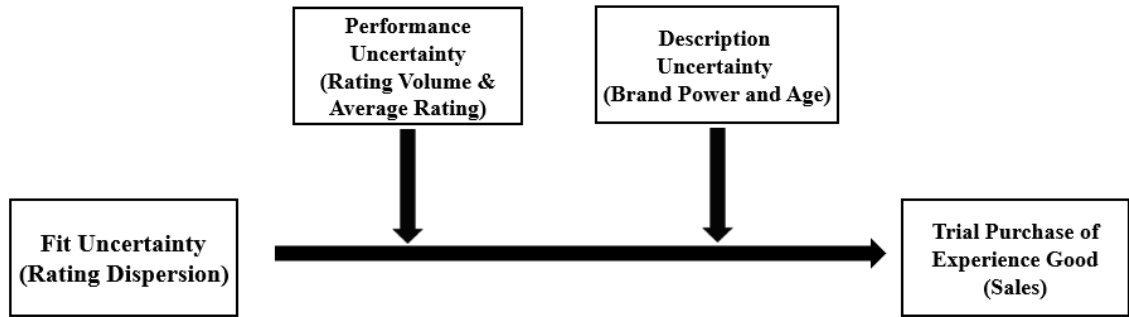 Performance
Uncertainty
(Rating Volume &
Average Rating)
Description
Uncertainty
(Brand Power and Age)
Fit Uncertainty
(Rating Dispersion)
Trial Purchase of
Experience Good
(Sales)